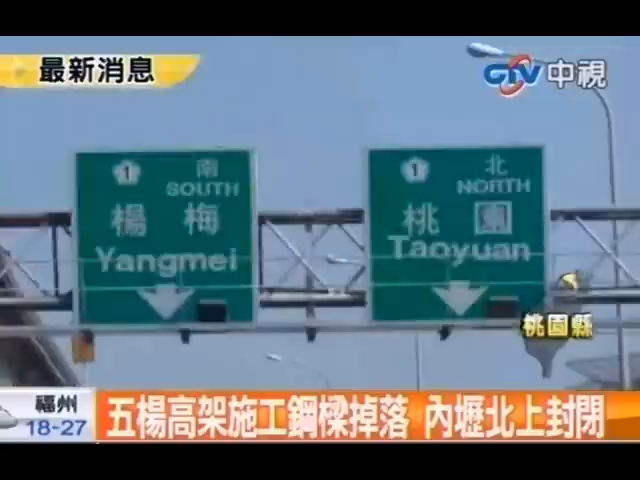 最新消息
CTV中視
1 南
SOUTH
楊梅
Yangmei
1 北
NORTH
桃園
Taoyuan
桃園縣
福州
18-27
五楊高架施工鋼樑掉落 內壢北上封閉